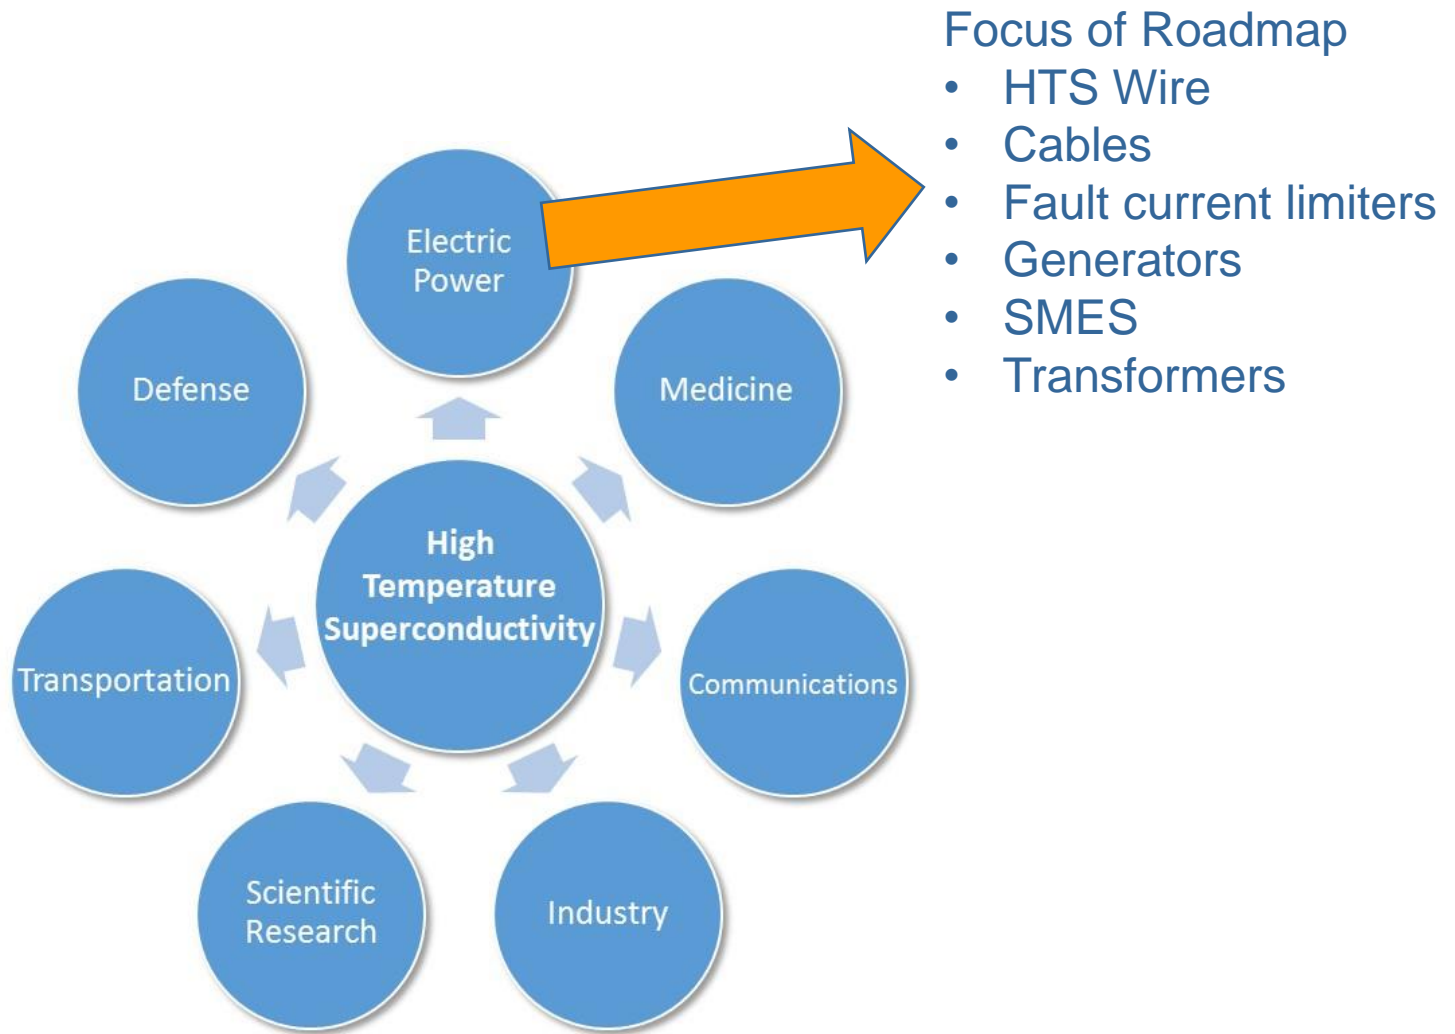 Focus of Roadmap
• HTS Wire
• Cables
• Fault current limiters
• Generators
• SMES
• Transformers
Electric
Power
Defense
Medicine
High
Temperature
Superconductivity
Transportation
Communications
Scientific
Research
Industry